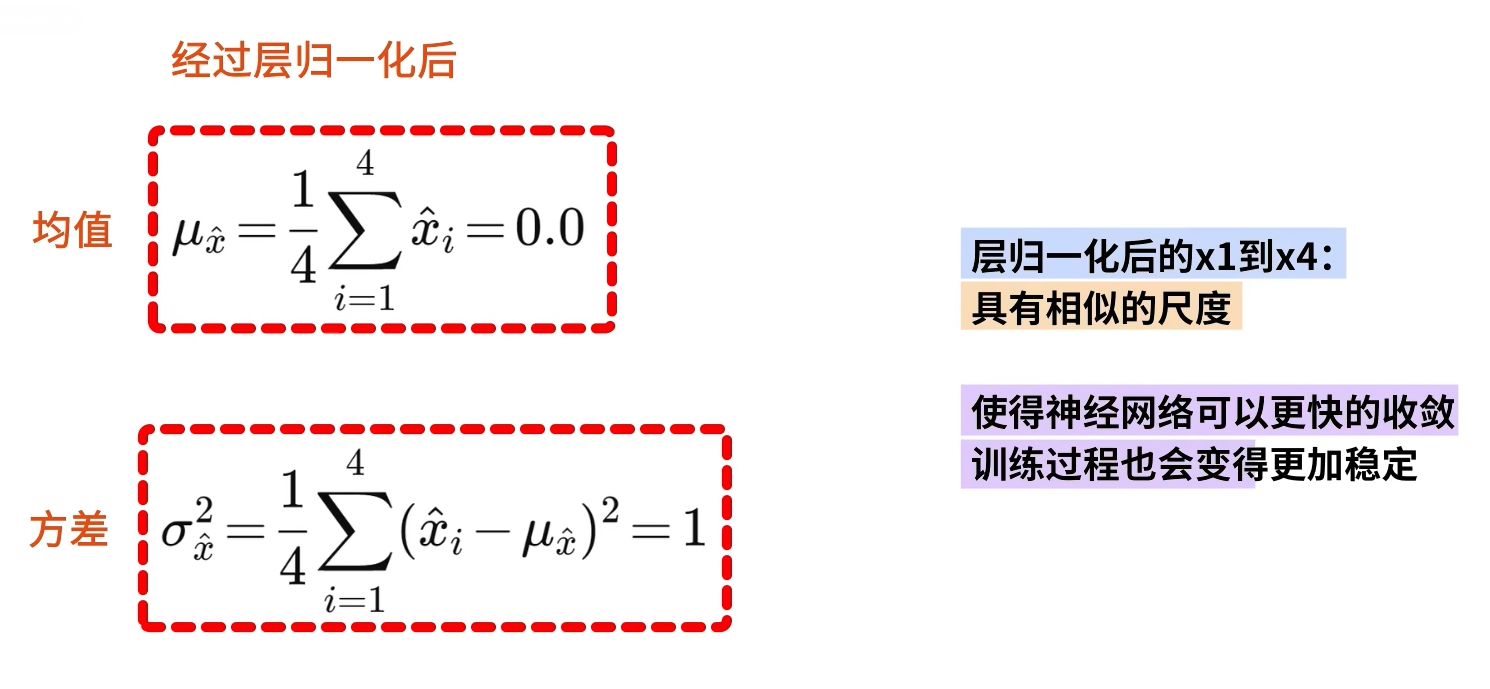 经过层归一化后
均值
$\mu_{\hat{x}} = \frac{1}{4}\sum_{i=1}^{4}\hat{x}_i = 0.0$
层归一化后的x1到x4：
具有相似的尺度
使得神经网络可以更快的收敛
训练过程也会变得更加稳定
方差
$\sigma_{\hat{x}}^2 = \frac{1}{4}\sum_{i=1}^{4}(\hat{x}_i - \mu_{\hat{x}})^2 = 1$